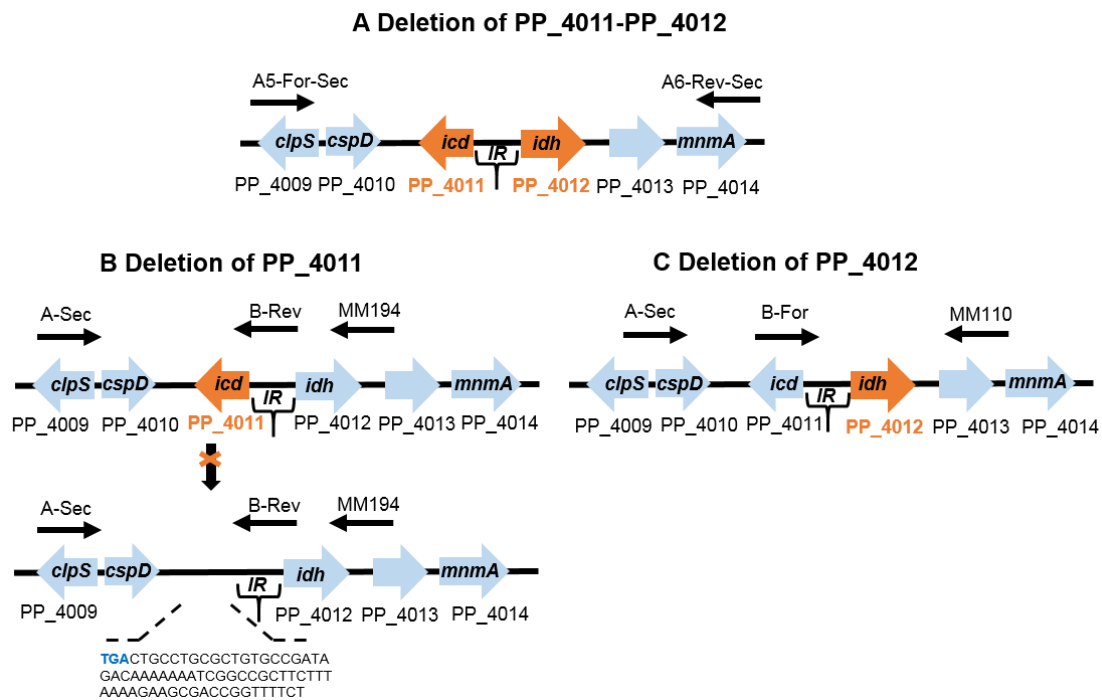 A Deletion of PP_4011-PP_4012
A5-For-Sec A6-Rev-Sec
clpS cspD icd IR idh mnmA
PP_4009 PP_4010 PP_4011 PP_4012 PP_4013 PP_4014
B Deletion of PP_4011
A-Sec B-Rev MM194
clpS cspD icd IR idh mnmA
PP_4009 PP_4010 PP_4011 PP_4012 PP_4013 PP_4014
A-Sec B-Rev MM194
clpS cspD IR idh mnmA
PP_4009 PP_4012 PP_4013 PP_4014
TGACTGCCTGCGCTGTGCCGATA
GACAAAAAAATCGGCCGCTTCTTT
AAAAGAAGCGACCGGTTTTCT
C Deletion of PP_4012
A-Sec B-For MM110
clpS cspD icd IR idh mnmA
PP_4009 PP_4010 PP_4011 PP_4012 PP_4013 PP_4014